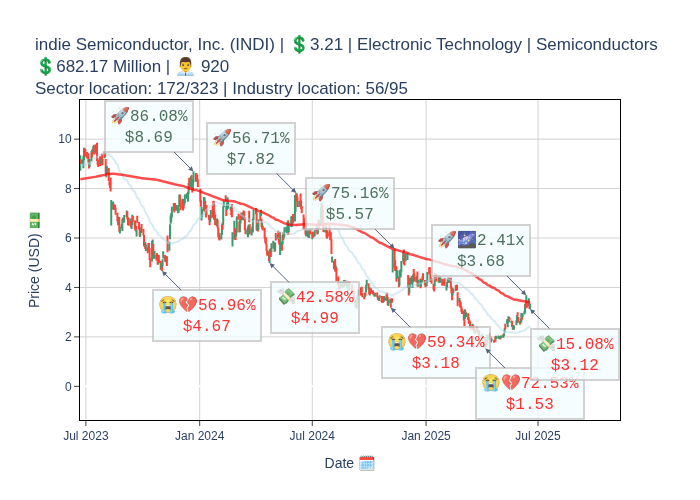 indie Semiconductor, Inc. (INDI) | 💲3.21 | Electronic Technology | Semiconductors
💲682.17 Million | 👨‍💼 920
Sector location: 172/323 | Industry location: 56/95
🚀86.08%
$8.69
🚀56.71%
$7.82
🚀75.16%
$5.57
🚀🌌2.41x
$3.68
😭💔56.96%
$4.67
💸42.58%
$4.99
😭💔59.34%
$3.18
💸15.08%
$3.12
😭💔72.53%
$1.53
10
8
6
4
2
0
Price (USD) 💵
Jul 2023
Jan 2024
Jul 2024
Jan 2025
Jul 2025
Date 🗓️